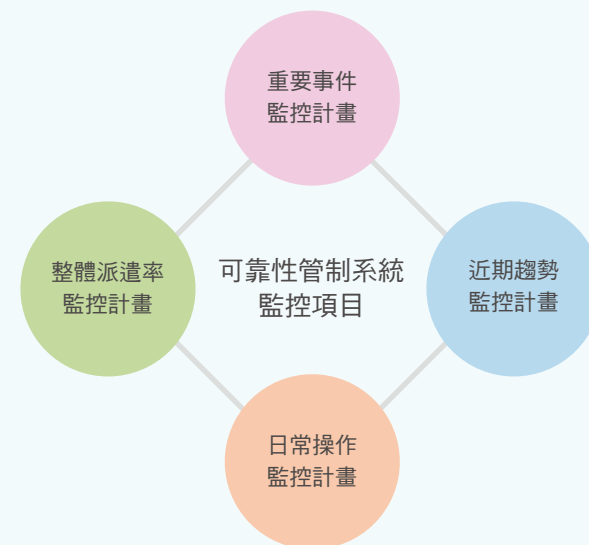 重要事件
監控計畫
整體派遣率
監控計畫
可靠性管制系統
監控項目
近期趨勢
監控計畫
日常操作
監控計畫